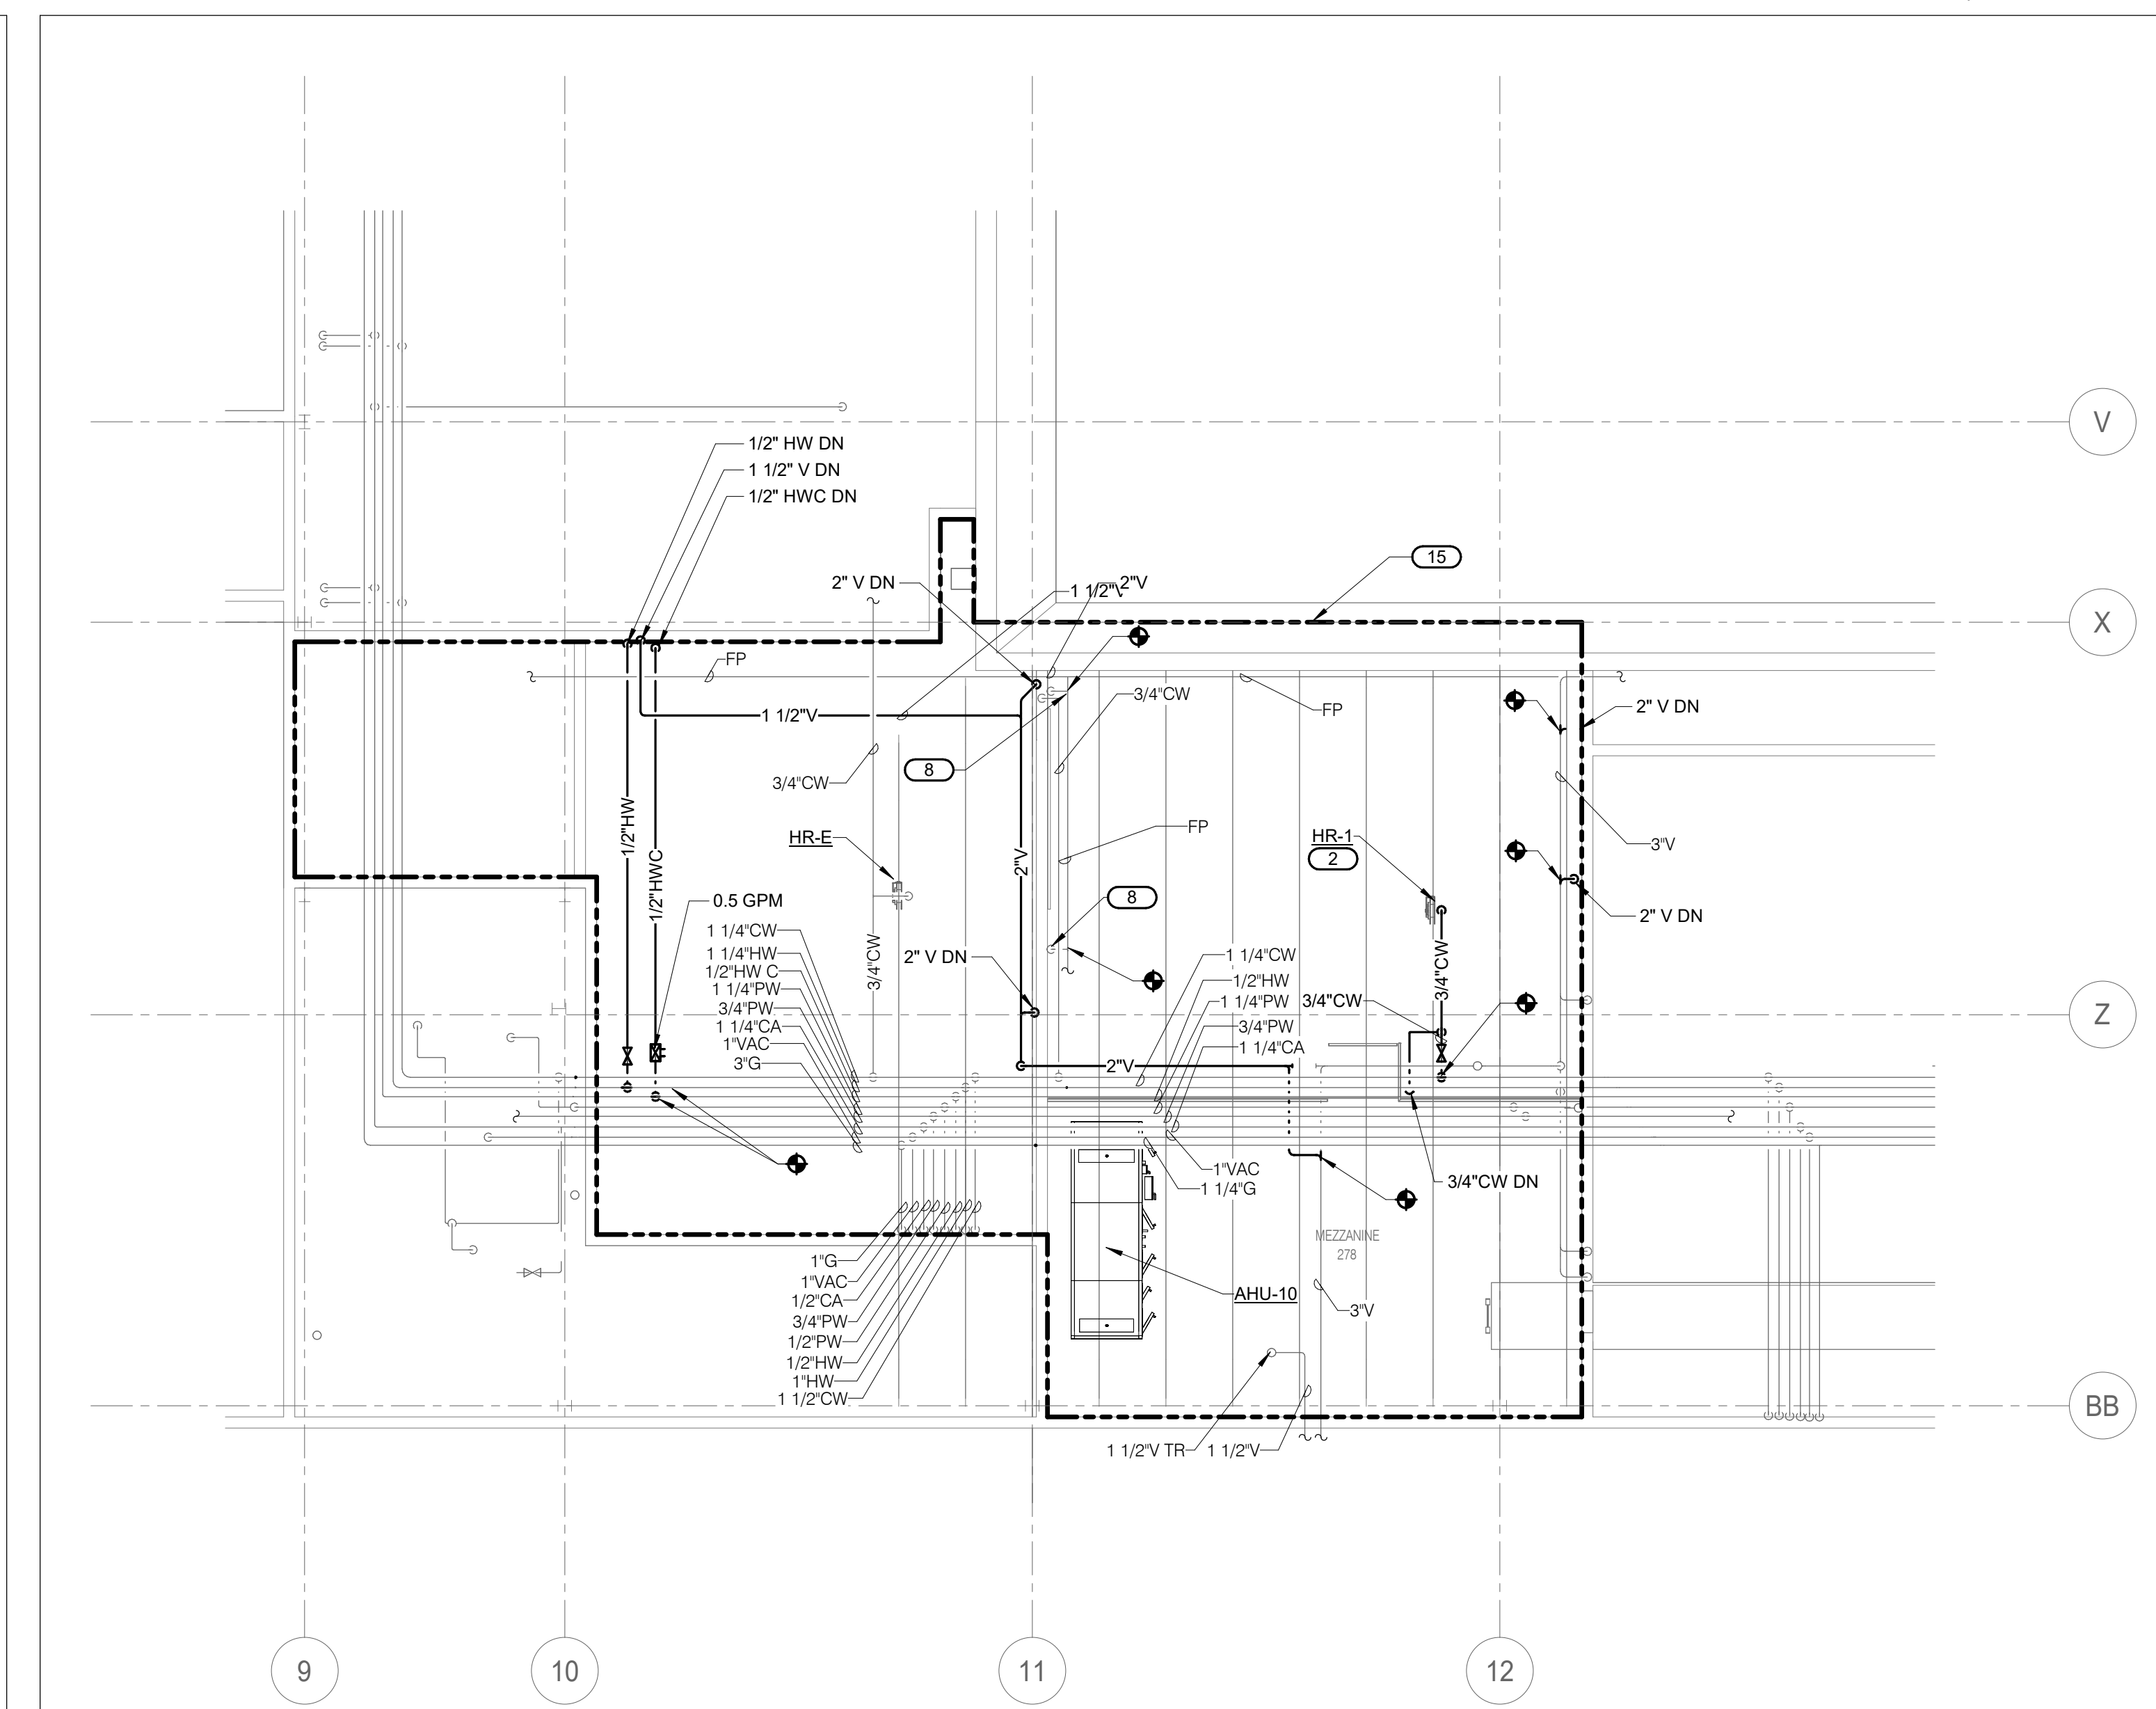 V
1/2" HW DN
1 1/2" V DN
1/2" HWC DN
15
2" V DN
1 1/2"V
2"V
X
FP
3/4"CW
FP
2" V DN
1 1/2"V
8
3/4"CW
1/2"HW
HR-E
FP
HR-1
2
3"V
2"V
1/2"HWC
0.5 GPM
8
2" V DN
1 1/4"CW
1 1/4"HW
1/2"HW C
1 1/4"PW
3/4"PW
1 1/4"CA
1"VAC
3"G
3/4"CW
2" V DN
1 1/4"CW
1/2"HW
1 1/4"PW
3/4"PW
1 1/4"CA
3/4"CW
3/4"CW
Z
2"V
1"VAC
1 1/4"G
3/4"CW DN
MEZZANINE
278
1"G
1"VAC
1/2"CA
3/4"PW
1/2"PW
1/2"HW
1"HW
1 1/2"CW
AHU-10
3"V
BB
1 1/2"V TR
1 1/2"V
9
10
11
12